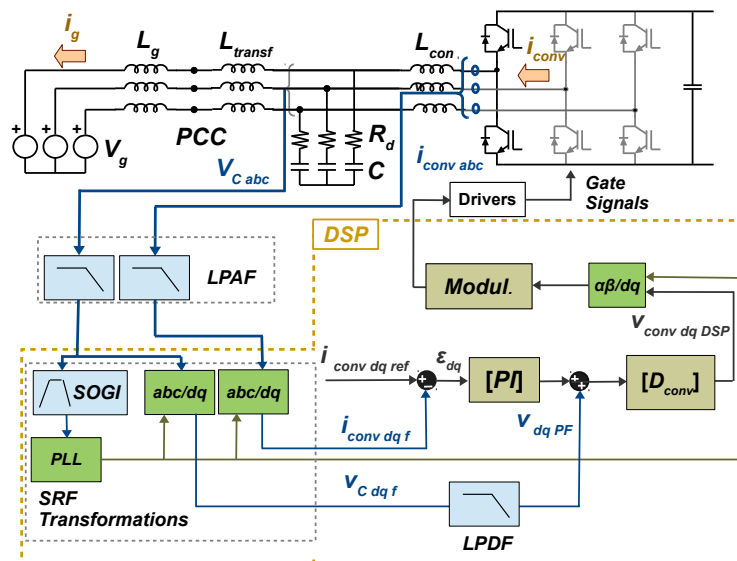 i_g
L_g
L_transf
L_con
i_conv
+
+
+
V_g
PCC
R_d
C
V_C abc
i_conv abc
Gate
Signals
Drivers
DSP
LPAF
Modul.
αβ/dq
v_conv dq DSP
i_conv dq ref
ε_dq
SOGI
abc/dq
abc/dq
[PI]
[D_conv]
i_conv dq f
v_dq PF
PLL
SRF
Transformations
v_C dq f
LPDF